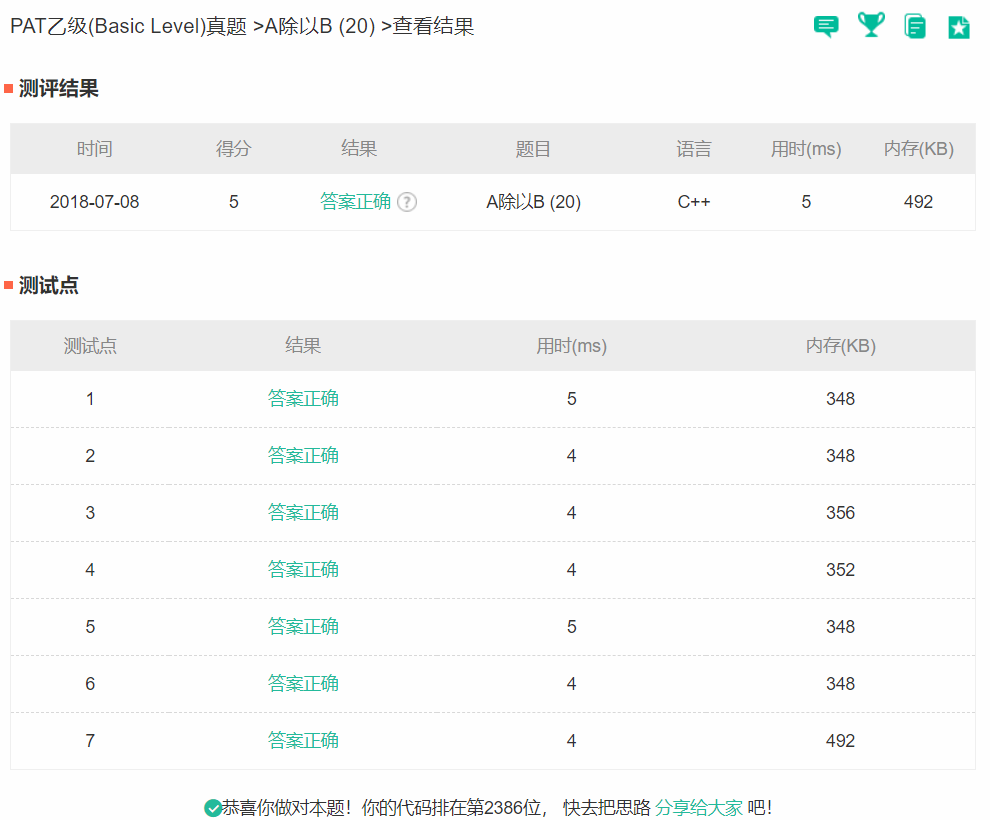 PAT乙级(Basic Level)真题 >A除以B (20) >查看结果
测评结果
时间 得分 结果 题目 语言 用时(ms) 内存(KB)
2018-07-08 5 答案正确 ? A除以B (20) C++ 5 492
测试点
测试点 结果 用时(ms) 内存(KB)
1 答案正确 5 348
2 答案正确 4 348
3 答案正确 4 356
4 答案正确 4 352
5 答案正确 5 348
6 答案正确 4 348
7 答案正确 4 492
恭喜你做对本题！你的代码排在第2386位， 快去把思路 分享给大家 吧！